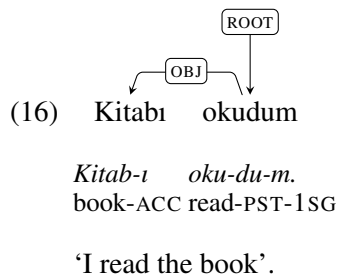 ROOT
OBJ
(16) Kitabı okudum
Kitab-ı oku-du-m.
book-ACC read-PST-1SG
‘I read the book’.